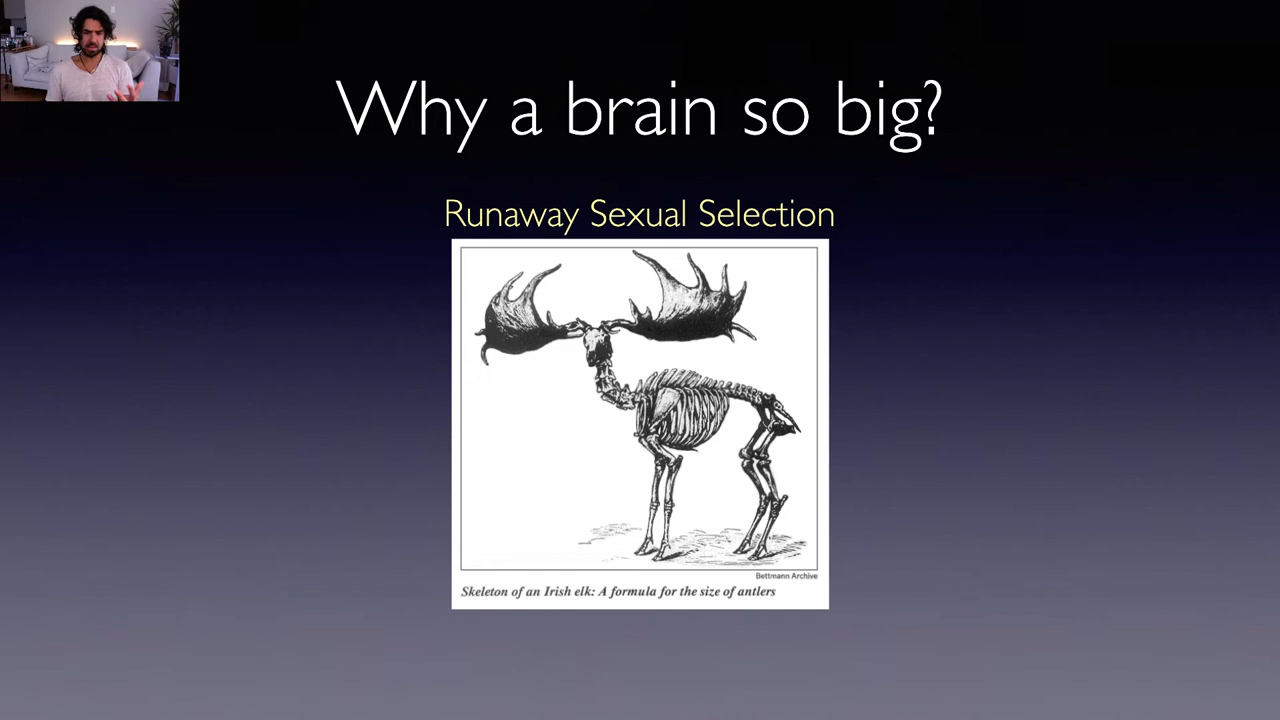 Why a brain so big?
Runaway Sexual Selection
Bettmann Archive
Skeleton of an Irish elk: A formula for the size of antlers